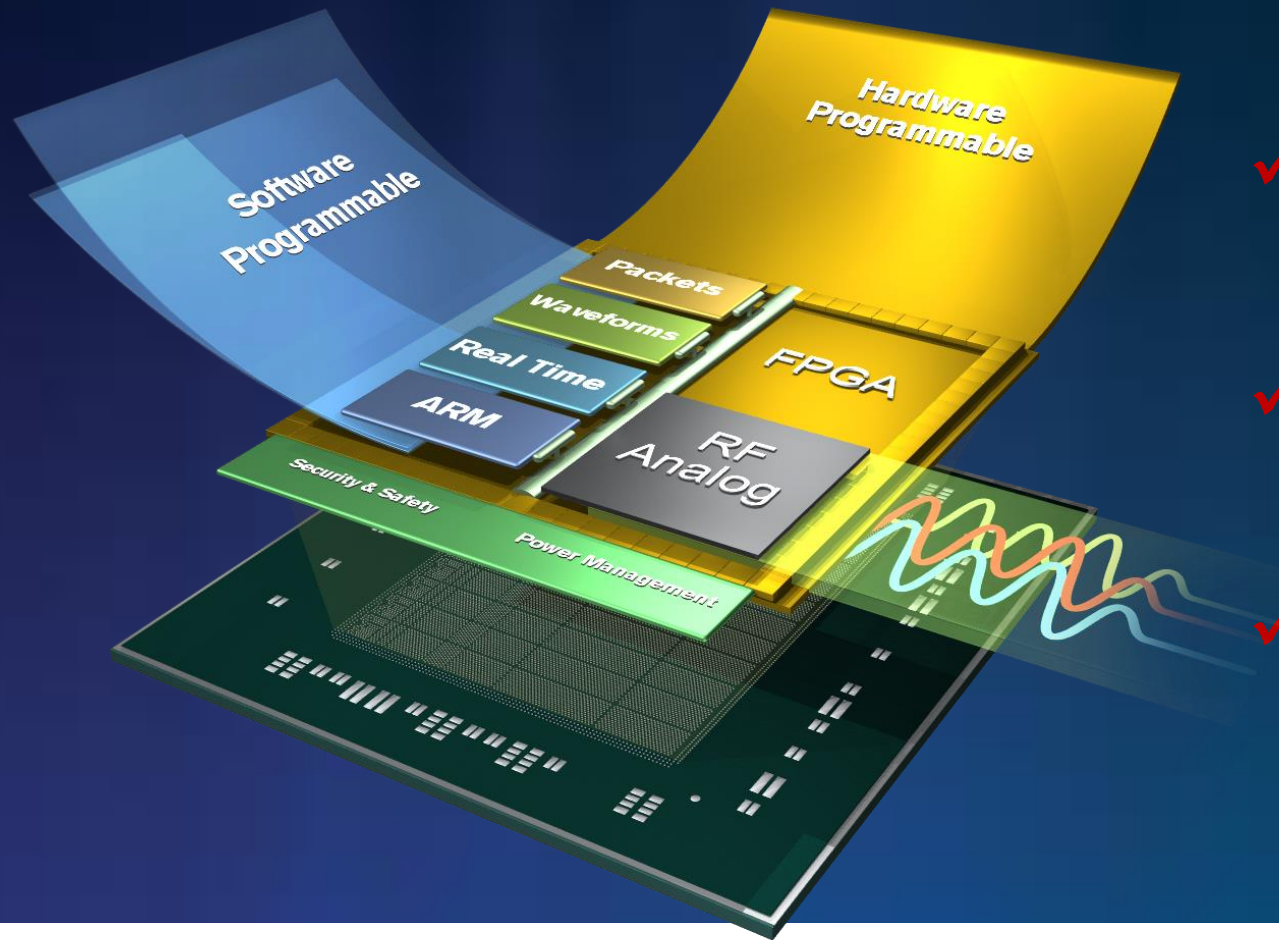 Software
Programmable
Hardware
Programmable
Packets
Waveforms
Real Time
ARM
FPGA
RF
Analog
Security & Safety
Power Management